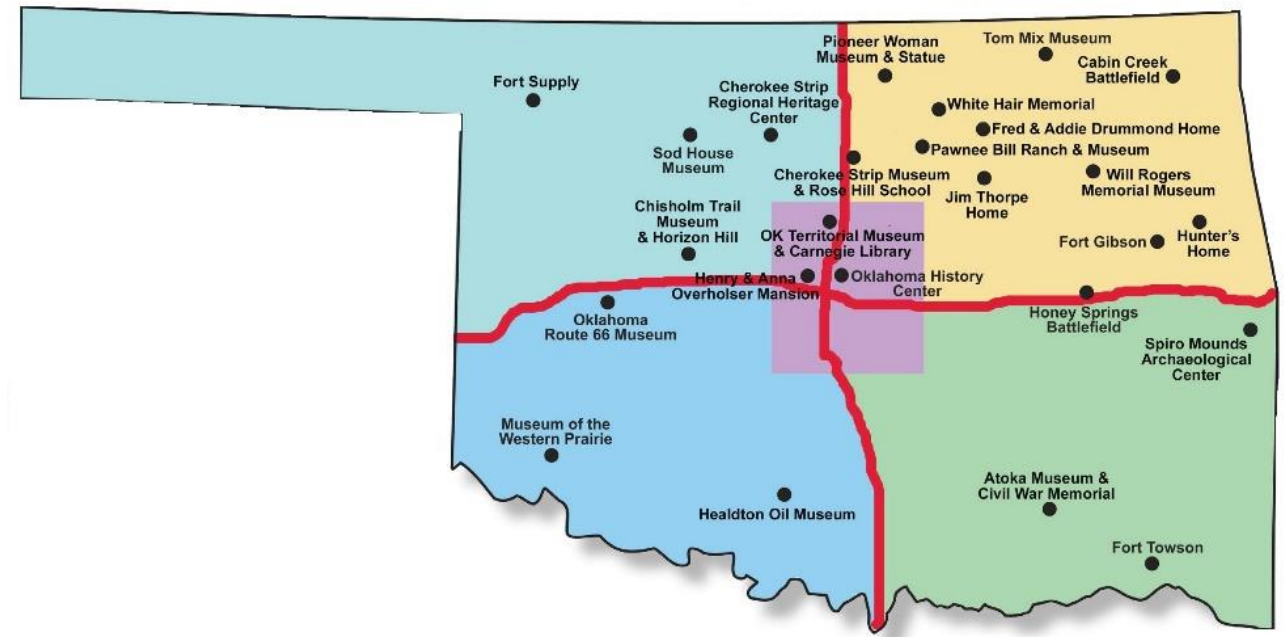 Pioneer Woman
Museum & Statue
Tom Mix Museum
Cabin Creek
Battlefield
Fort Supply
Cherokee Strip
Regional Heritage
Center
White Hair Memorial
Fred & Addie Drummond Home
Sod House
Museum
Pawnee Bill Ranch & Museum
Cherokee Strip Museum
& Rose Hill School
Jim Thorpe
Home
Will Rogers
Memorial Museum
Chisholm Trail
Museum
& Horizon Hill
OK Territorial Museum
& Carnegie Library
Fort Gibson
Hunter's
Home
Henry & Anna
Overholser Mansion
Oklahoma History
Center
Oklahoma
Route 66 Museum
Honey Springs
Battlefield
Spiro Mounds
Archaeological
Center
Museum of the
Western Prairie
Healdton Oil Museum
Atoka Museum &
Civil War Memorial
Fort Towson